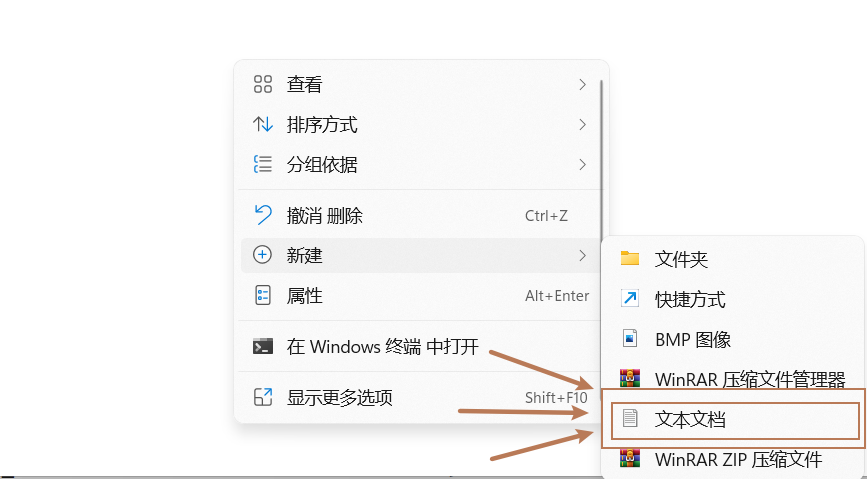 查看
排序方式
分组依据
撤消 删除 Ctrl+Z
新建
属性 Alt+Enter
在 Windows 终端 中打开
显示更多选项 Shift+F10
文件夹
快捷方式
BMP 图像
WinRAR 压缩文件管理器
文本文档
WinRAR ZIP 压缩文件